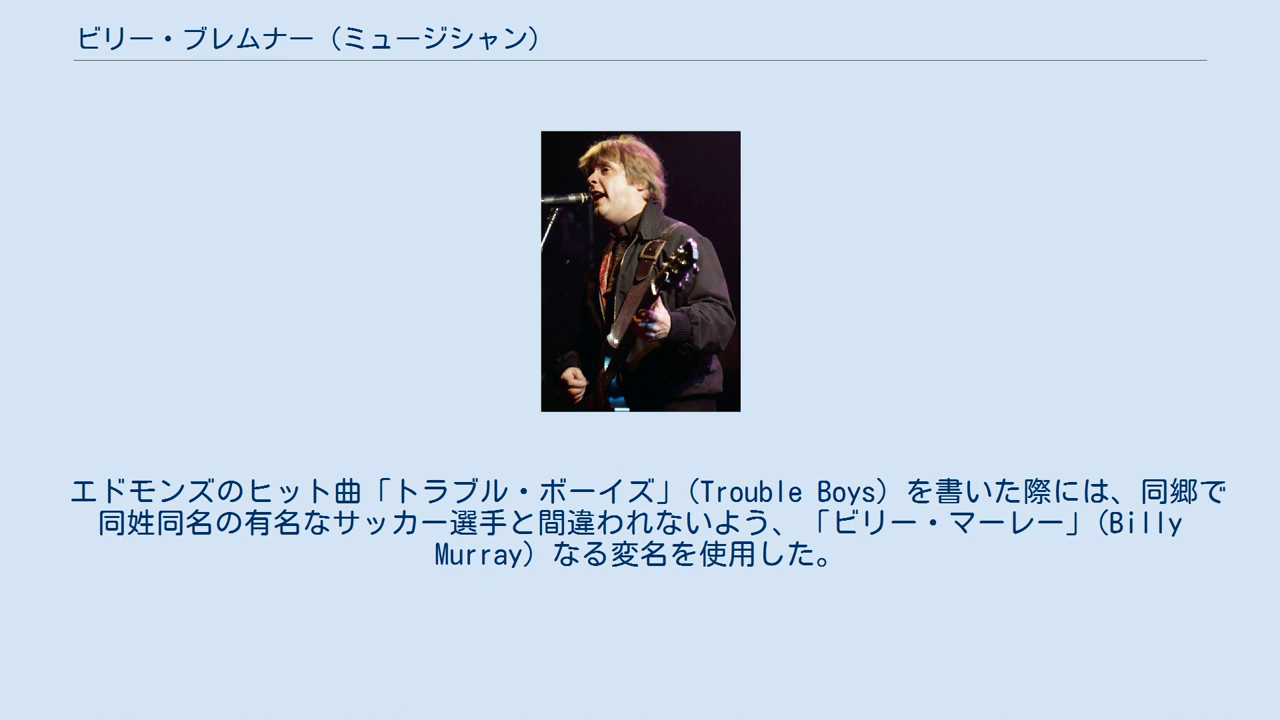 ビリー・ブレムナー（ミュージシャン）
エドモンズのヒット曲「トラブル・ボーイズ」(Trouble Boys) を書いた際には、同郷で
同姓同名の有名なサッカー選手と間違われないよう、「ビリー・マーレー」(Billy
Murray) なる変名を使用した。